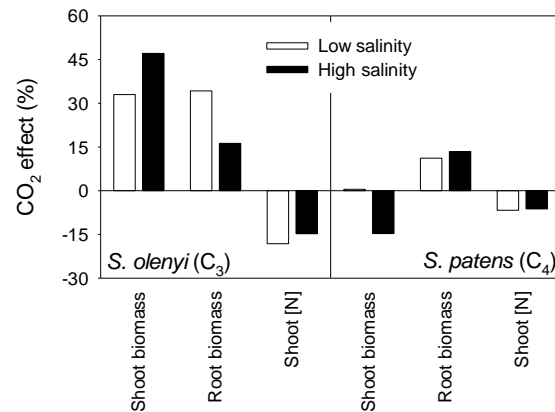 60
45
30
15
0
-15
-30
CO₂ effect (%)
Low salinity
High salinity
S. olenyi (C₃)
S. patens (C₄)
Shoot biomass
Root biomass
Shoot [N]
Shoot biomass
Root biomass
Shoot [N]